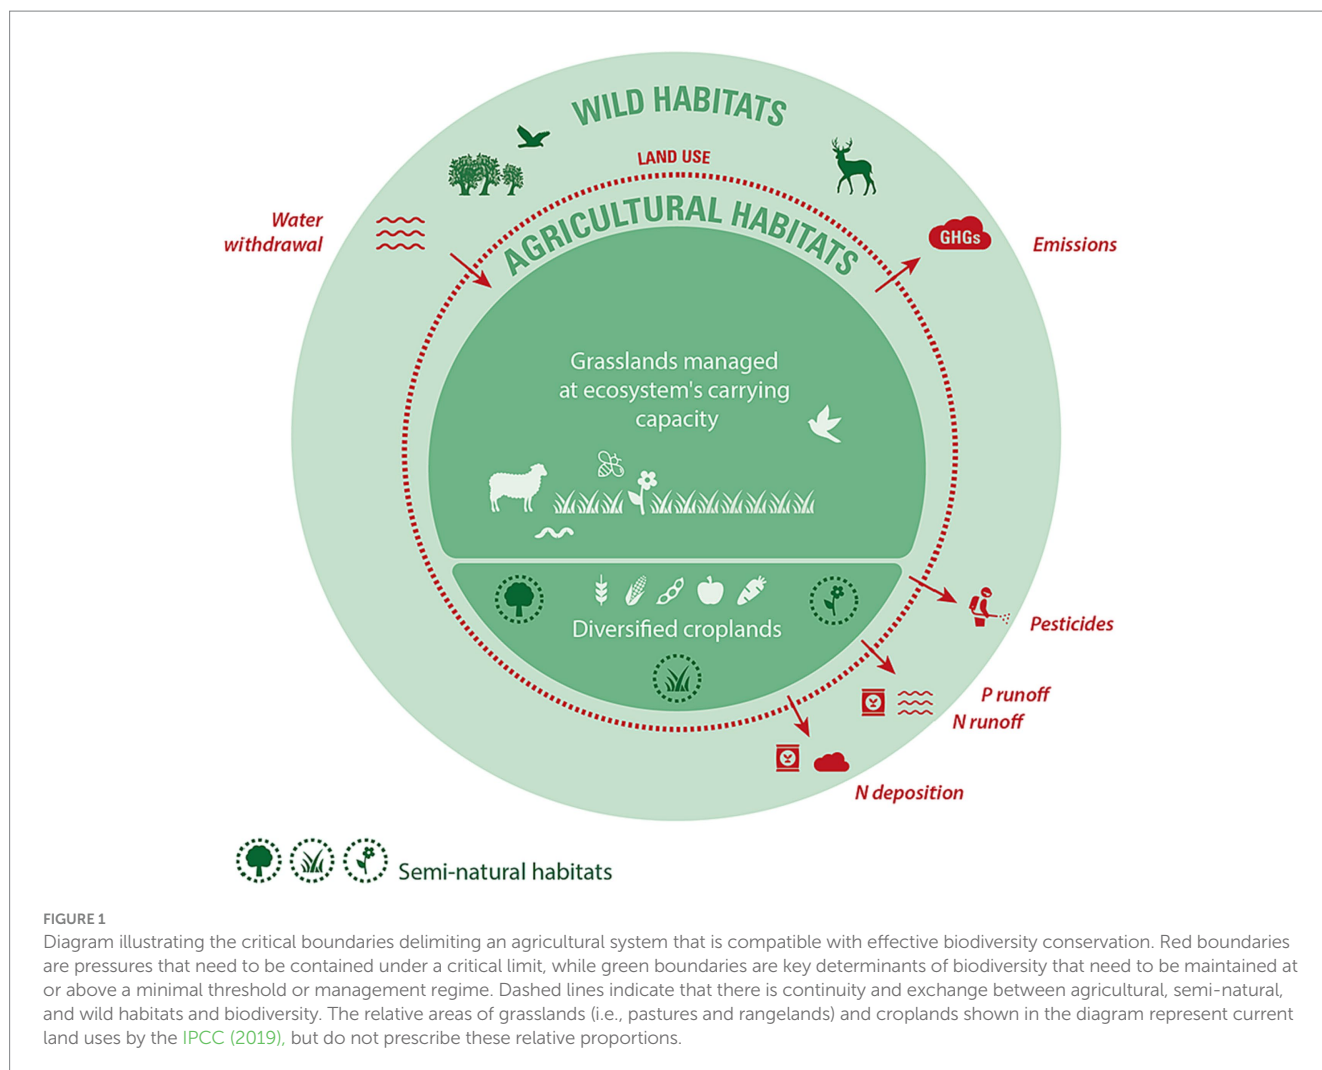 WILD HABITATS
LAND USE
AGRICULTURAL HABITATS
Water
withdrawal
GHGs
Emissions
Grasslands managed
at ecosystem's carrying
capacity
Diversified croplands
Pesticides
P runoff
N runoff
N deposition
Semi-natural habitats
FIGURE 1
Diagram illustrating the critical boundaries delimiting an agricultural system that is compatible with effective biodiversity conservation. Red boundaries
are pressures that need to be contained under a critical limit, while green boundaries are key determinants of biodiversity that need to be maintained at
or above a minimal threshold or management regime. Dashed lines indicate that there is continuity and exchange between agricultural, semi-natural,
and wild habitats and biodiversity. The relative areas of grasslands (i.e., pastures and rangelands) and croplands shown in the diagram represent current
land uses by the IPCC (2019), but do not prescribe these relative proportions.